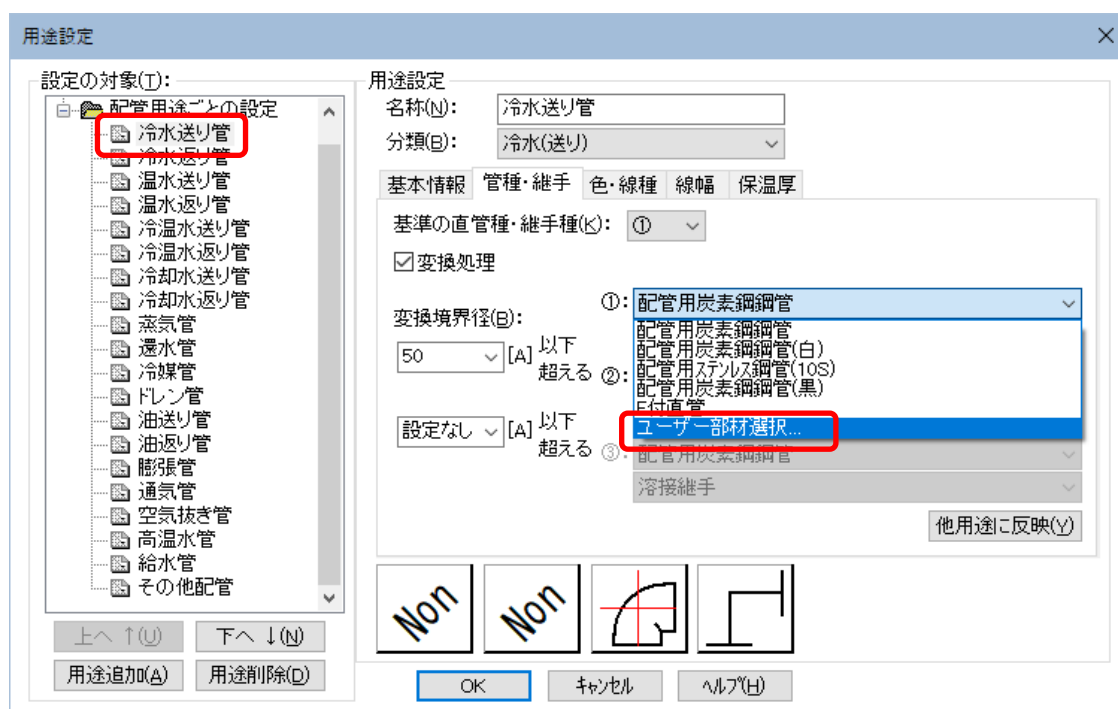 用途設定
設定の対象(T):
配管用途ごとの設定
冷水送り管
冷水返り管
温水送り管
温水返り管
冷温水送り管
冷温水返り管
冷却水送り管
冷却水返り管
蒸気管
還水管
冷媒管
ドレン管
油送り管
油返り管
膨張管
通気管
空気抜き管
高温水管
給水管
その他配管
上へ ↑(U)
下へ ↓(N)
用途追加(A)
用途削除(D)
用途設定
名称(N): 冷水送り管
分類(B): 冷水(送り)
基本情報 管種・継手 色・線種 線幅 保温厚
基準の直管種・継手種(K): ①
変換処理
①: 配管用炭素鋼鋼管
変換境界径(B):
配管用炭素鋼鋼管
配管用炭素鋼鋼管(白)
配管用ステンレス鋼管(10S)
配管用炭素鋼鋼管(黒)
F付直管
ユーザー部材選択...
50 [A] 以下
超える ②:
設定なし [A] 以下
超える ③: 配管用炭素鋼鋼管
溶接継手
他用途に反映(Y)
Non
Non
OK
キャンセル
ヘルプ(H)